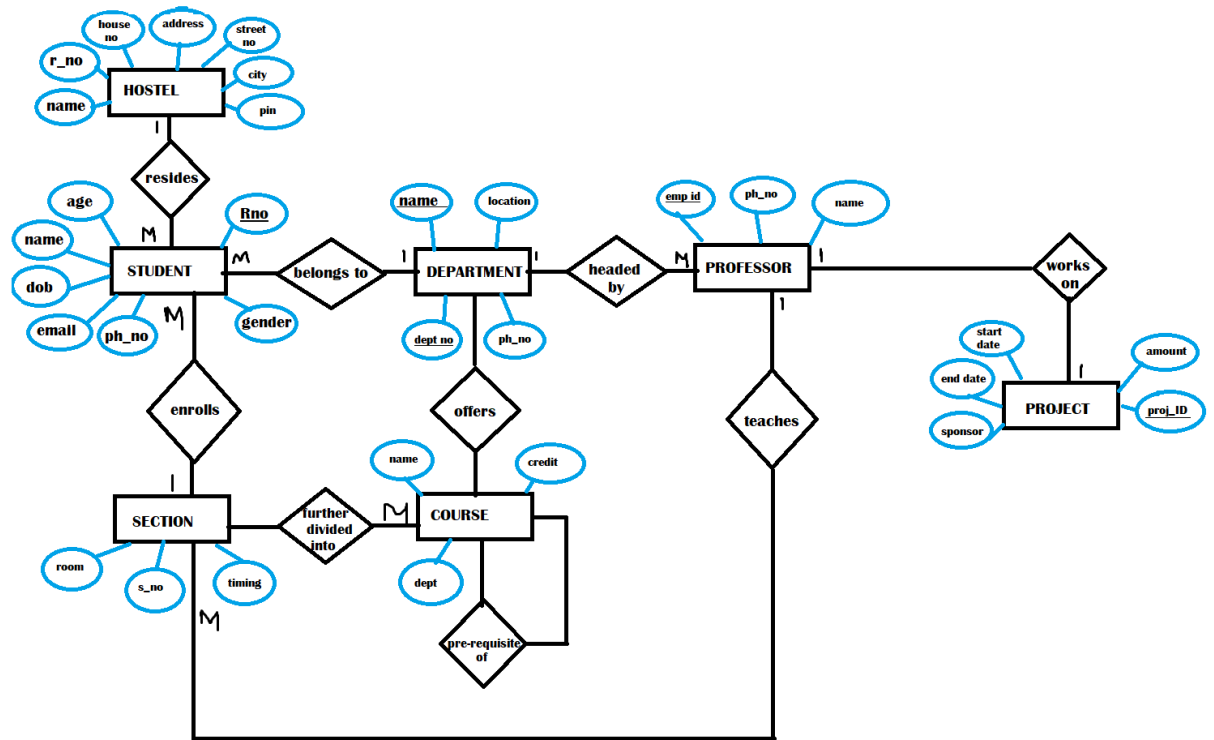 house
no
address
street
no
r_no
city
name
HOSTEL
pin
1
resides
M
age
Rno
name
STUDENT
dob
email
ph_no
gender
M
belongs to
1
name
location
DEPARTMENT
dept no
ph_no
1
headed
by
M
emp id
ph_no
name
PROFESSOR
1
works
on
1
start
date
amount
end date
PROJECT
proj_ID
sponsor
M
enrolls
1
offers
1
teaches
name
credit
SECTION
further
divided
into
M
COURSE
room
s_no
timing
dept
M
pre-requisite
of